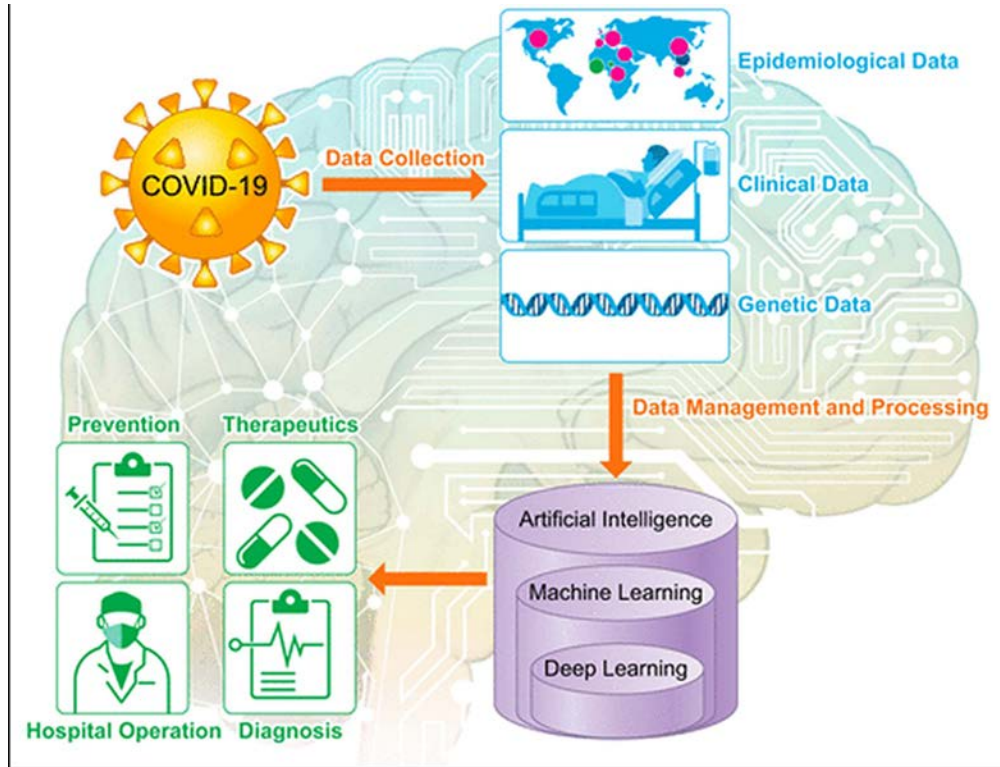 COVID-19
Data Collection
Epidemiological Data
Clinical Data
Genetic Data
Data Management and Processing
Artificial Intelligence
Machine Learning
Deep Learning
Prevention
Therapeutics
Hospital Operation
Diagnosis